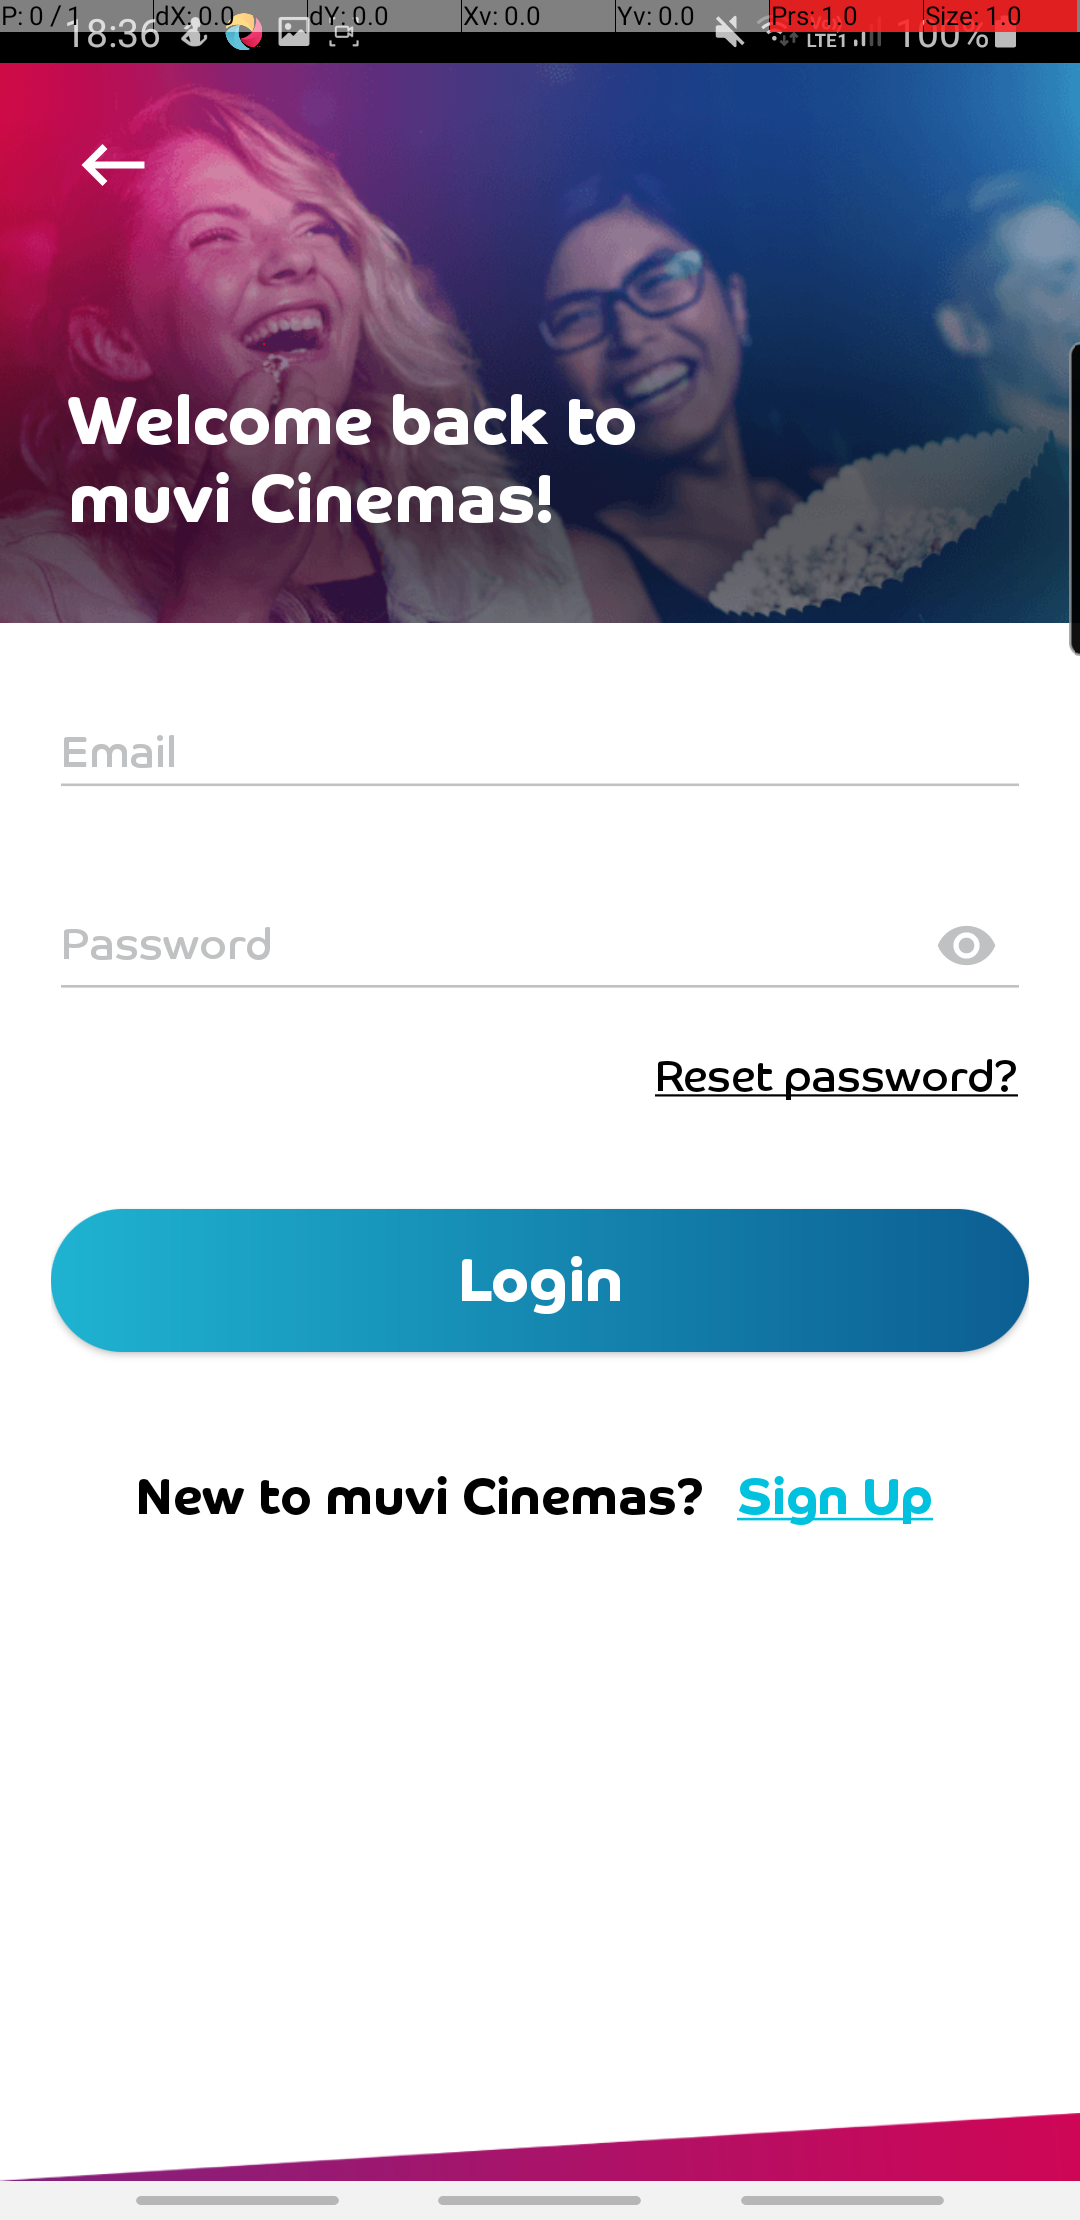 P: 0 / 1 dX: 0.0 dY: 0.0 Xv: 0.0 Yv: 0.0 Prs: 1.0 Size: 1.0
18:36 LTE1 100%
Welcome back to
muvi Cinemas!
Email
Password
Reset password?
Login
New to muvi Cinemas? Sign Up